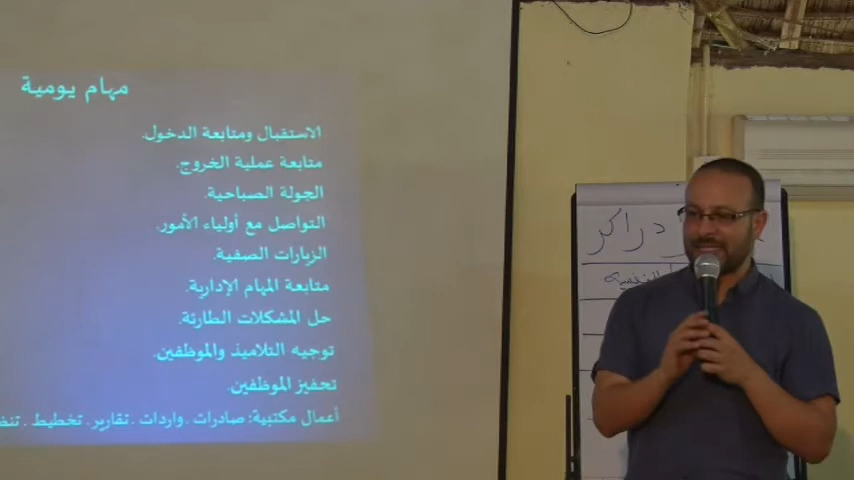 مهام يومية
الاستقبال ومتابعة الدخول.
متابعة عملية الخروج.
الجولة الصباحية.
التواصل مع أولياء الأمور.
الزيارات الصفية.
متابعة المهام الإدارية.
حل المشكلات الطارئة.
توجيه التلاميذ والموظفين.
تحفيز الموظفين.
أعمال مكتبية: صادرات. واردات. تقارير. تخطيط.
دراكر